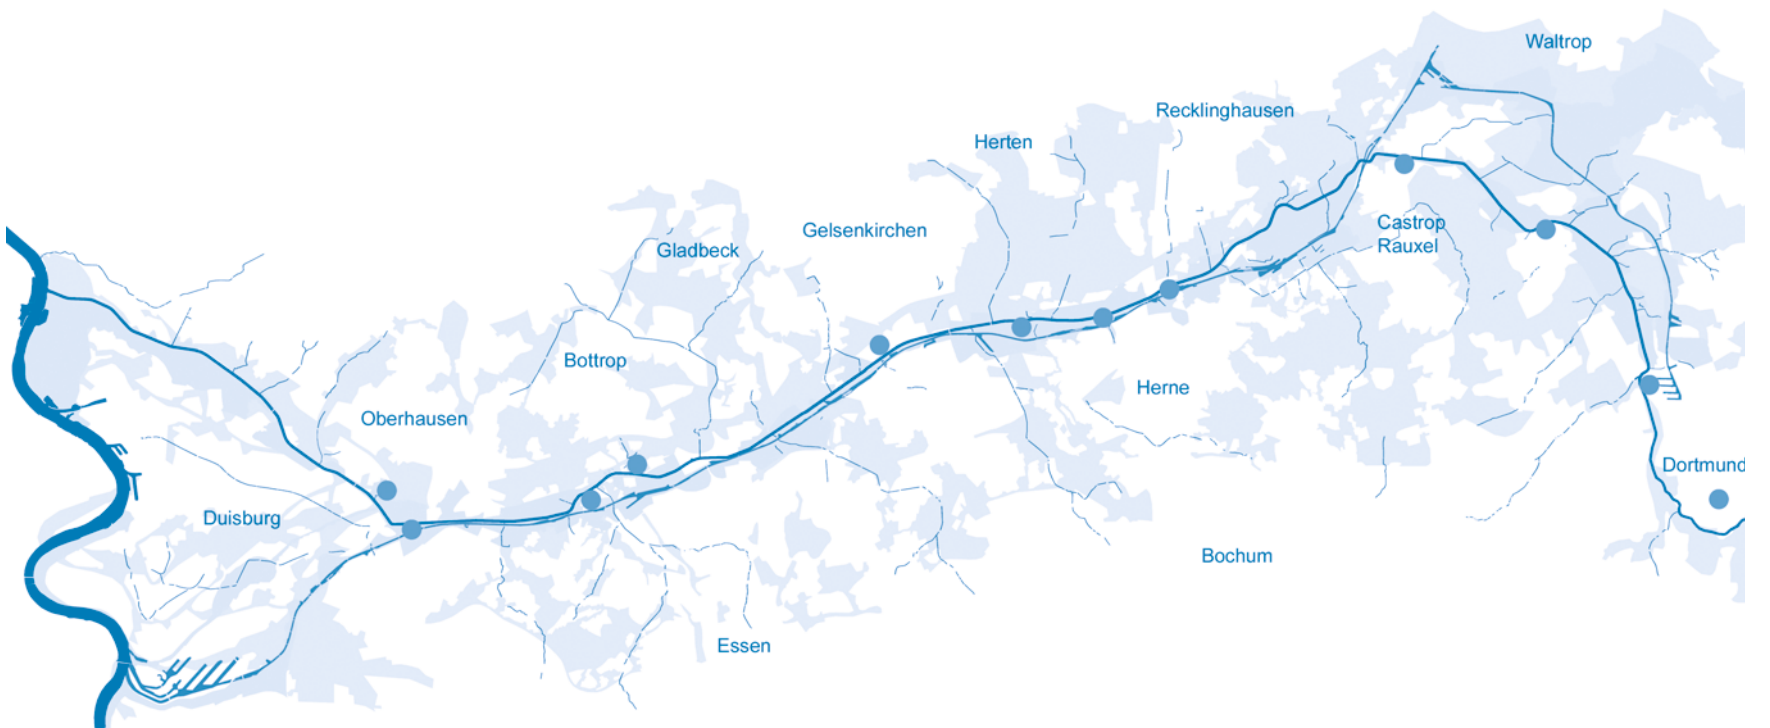 Waltrop
Recklinghausen
Herten
Castrop
Rauxel
Gelsenkirchen
Gladbeck
Bottrop
Herne
Oberhausen
Dortmund
Duisburg
Bochum
Essen